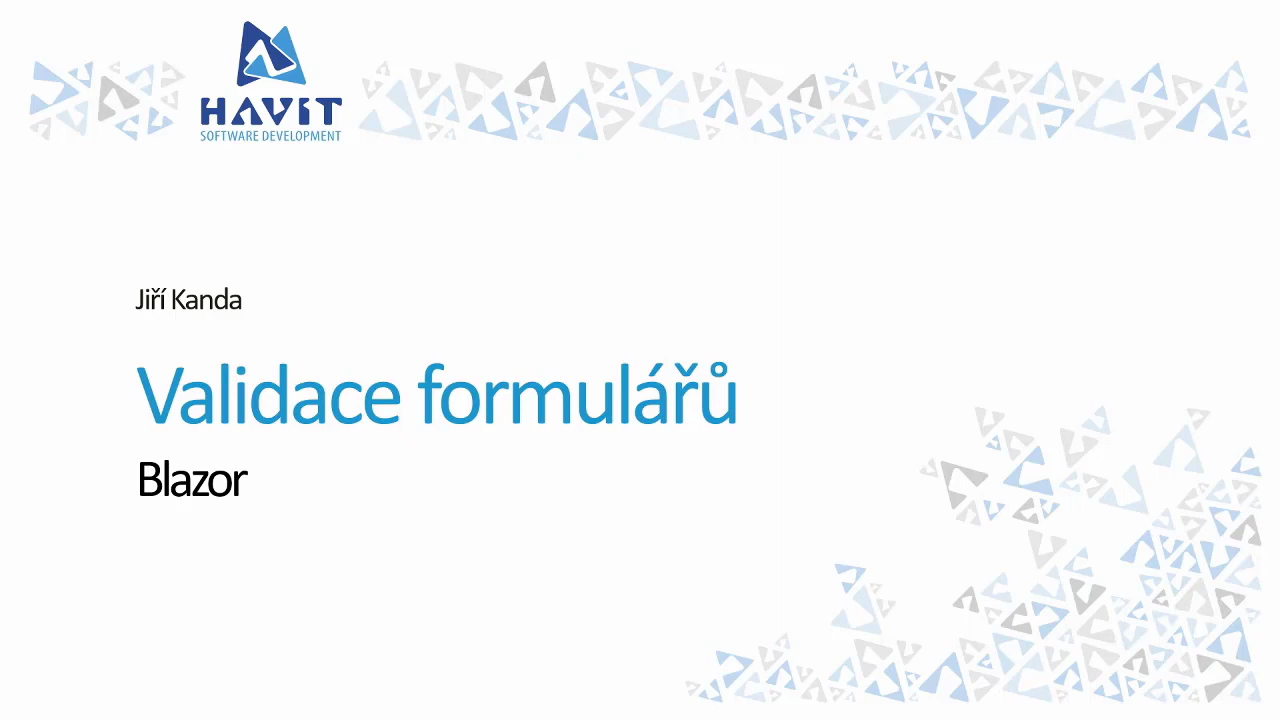 HAVIT
SOFTWARE DEVELOPMENT
Jiří Kanda
Validace formulářů
Blazor